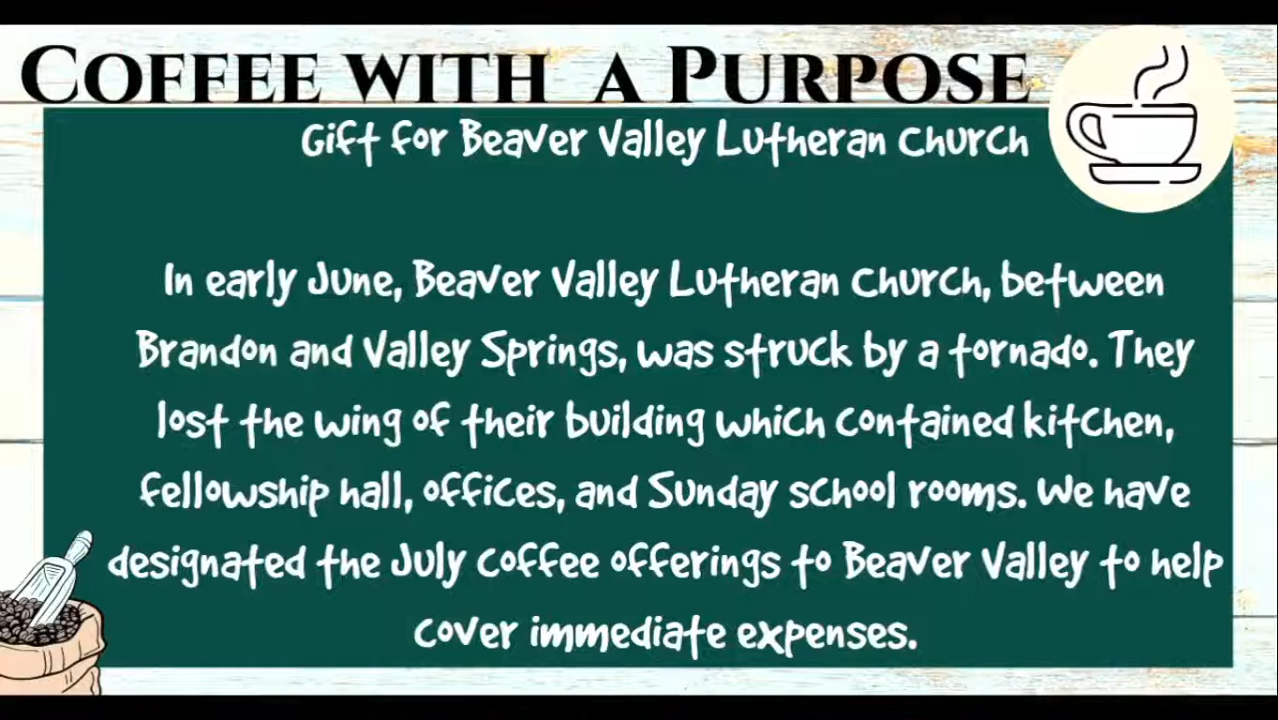 COFFEE WITH A PURPOSE
Gift for Beaver Valley Lutheran Church
In early June, Beaver Valley Lutheran Church, between
Brandon and Valley Springs, was struck by a tornado. They
lost the wing of their building which contained kitchen,
fellowship hall, offices, and Sunday school rooms. We have
designated the July coffee offerings to Beaver Valley to help
cover immediate expenses.